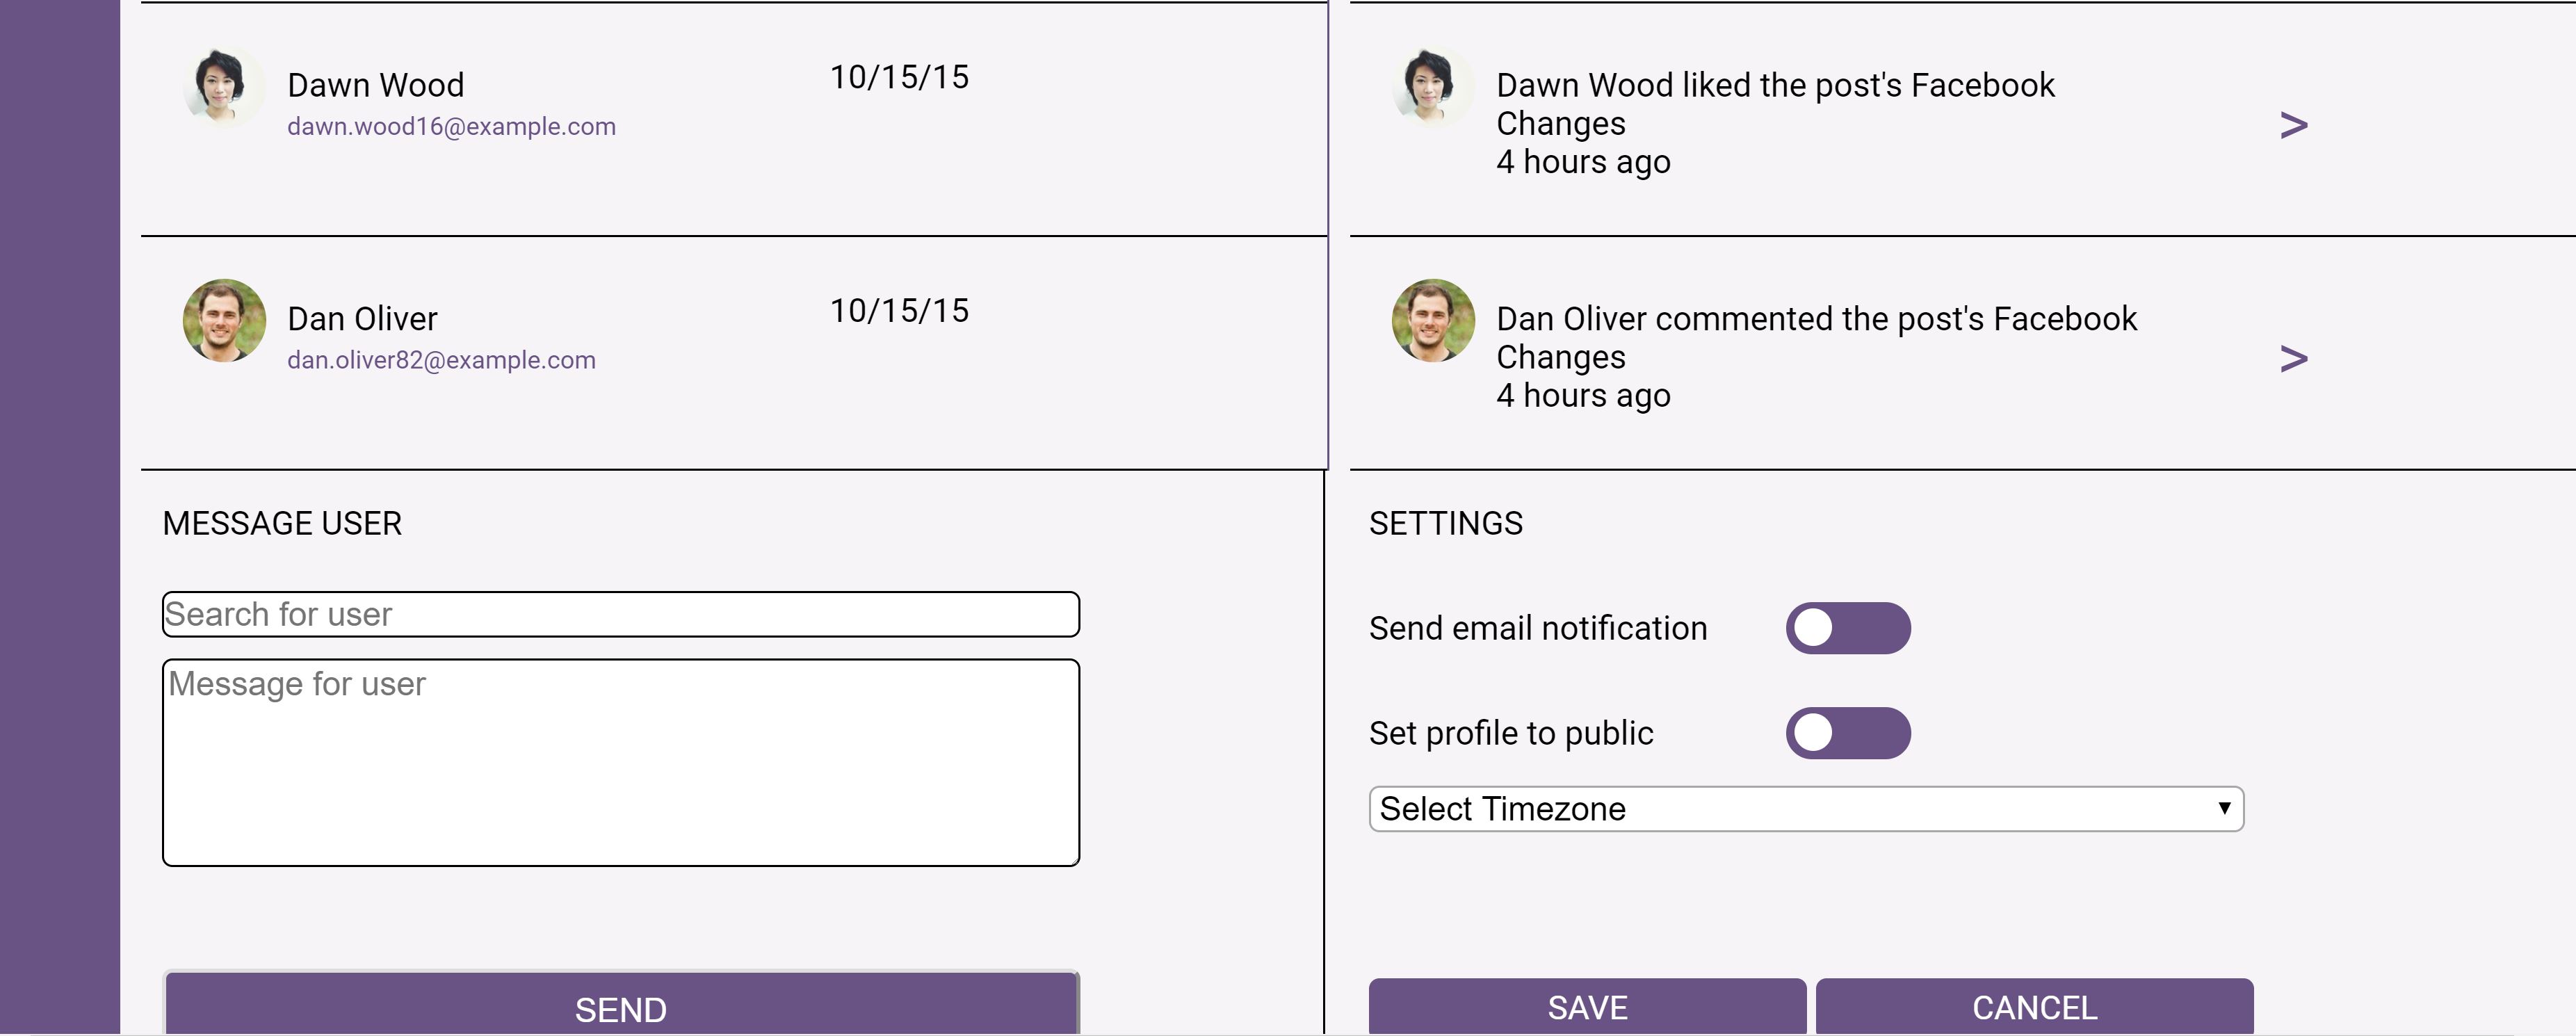 Dawn Wood
dawn.wood16@example.com
10/15/15
Dawn Wood liked the post's Facebook
Changes
4 hours ago
>
Dan Oliver
dan.oliver82@example.com
10/15/15
Dan Oliver commented the post's Facebook
Changes
4 hours ago
>
MESSAGE USER
Search for user
Message for user
SEND
SETTINGS
Send email notification
Set profile to public
Select Timezone
SAVE
CANCEL